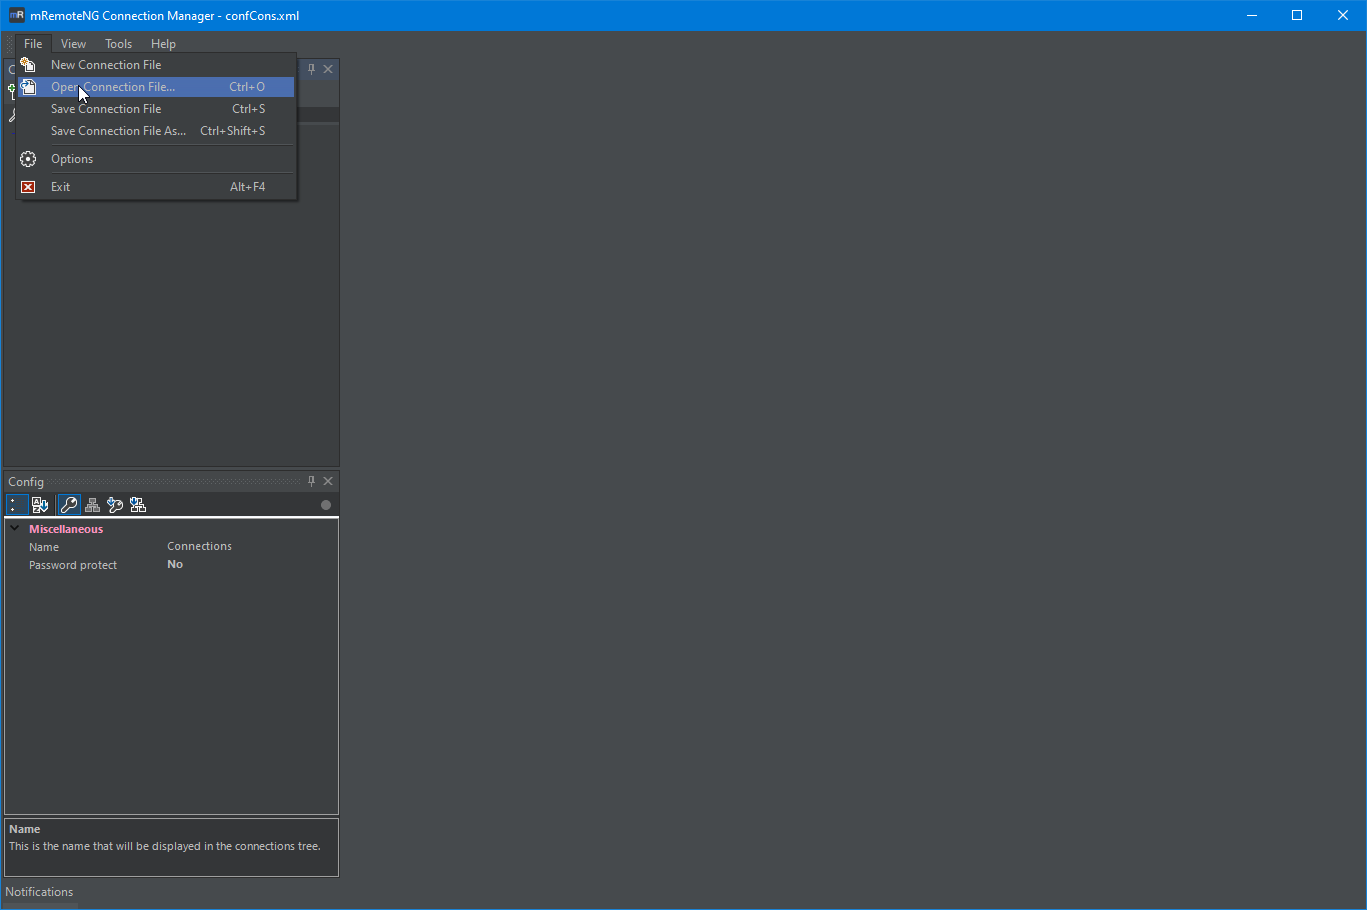 mR mRemoteNG Connection Manager - confCons.xml
File View Tools Help
New Connection File
Open Connection File... Ctrl+O
Save Connection File Ctrl+S
Save Connection File As... Ctrl+Shift+S
Options
Exit Alt+F4
Config
Miscellaneous
Name Connections
Password protect No
Name
This is the name that will be displayed in the connections tree.
Notifications